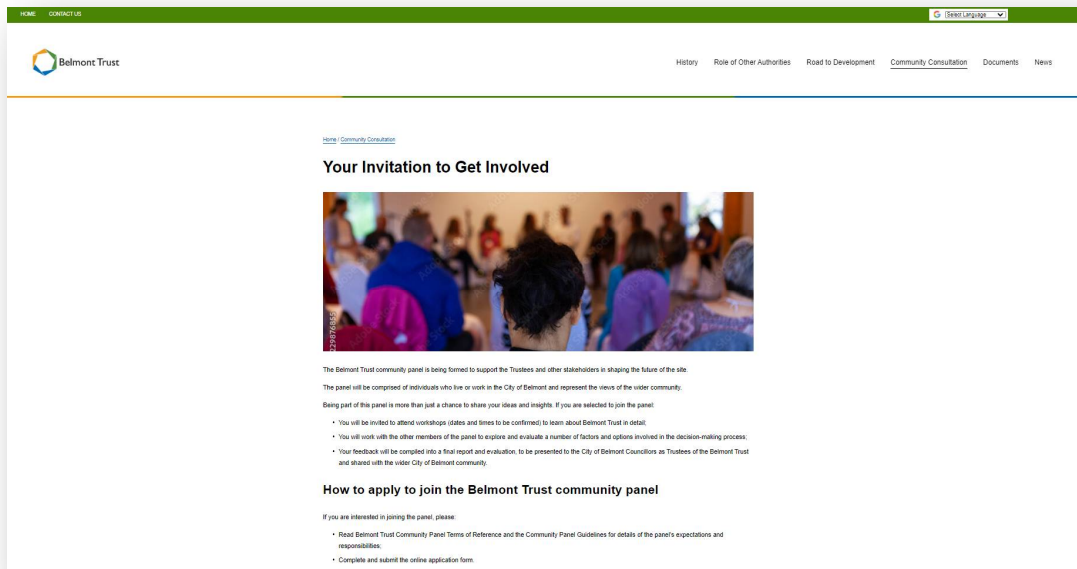 HOME CONTACT US
Select Language
Belmont Trust
History Role of Other Authorities Road to Development Community Consultation Documents News
Home / Community Consultation
Your Invitation to Get Involved
229876855
The Belmont Trust community panel is being formed to support the Trustees and other stakeholders in shaping the future of the site.
The panel will be comprised of individuals who live or work in the City of Belmont and represent the views of the wider community.
Being part of this panel is more than just a chance to share your ideas and insights. If you are selected to join the panel:
• You will be invited to attend workshops (dates and times to be confirmed) to learn about Belmont Trust in detail;
• You will work with the other members of the panel to explore and evaluate a number of factors and options involved in the decision-making process;
• Your feedback will be compiled into a final report and evaluation, to be presented to the City of Belmont Councillors as Trustees of the Belmont Trust
and shared with the wider City of Belmont community.
How to apply to join the Belmont Trust community panel
If you are interested in joining the panel, please:
• Read Belmont Trust Community Panel Terms of Reference and the Community Panel Guidelines for details of the panel's expectations and
responsibilities;
• Complete and submit the online application form